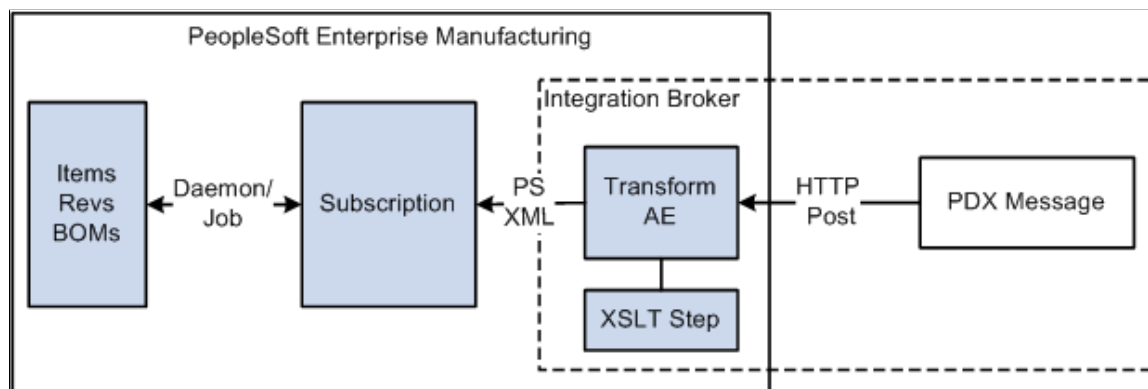 PeopleSoft Enterprise Manufacturing
Integration Broker
Items
Revs
BOMs
Daemon/
Job
Subscription
PS
XML
Transform
AE
HTTP
Post
PDX Message
XSLT Step